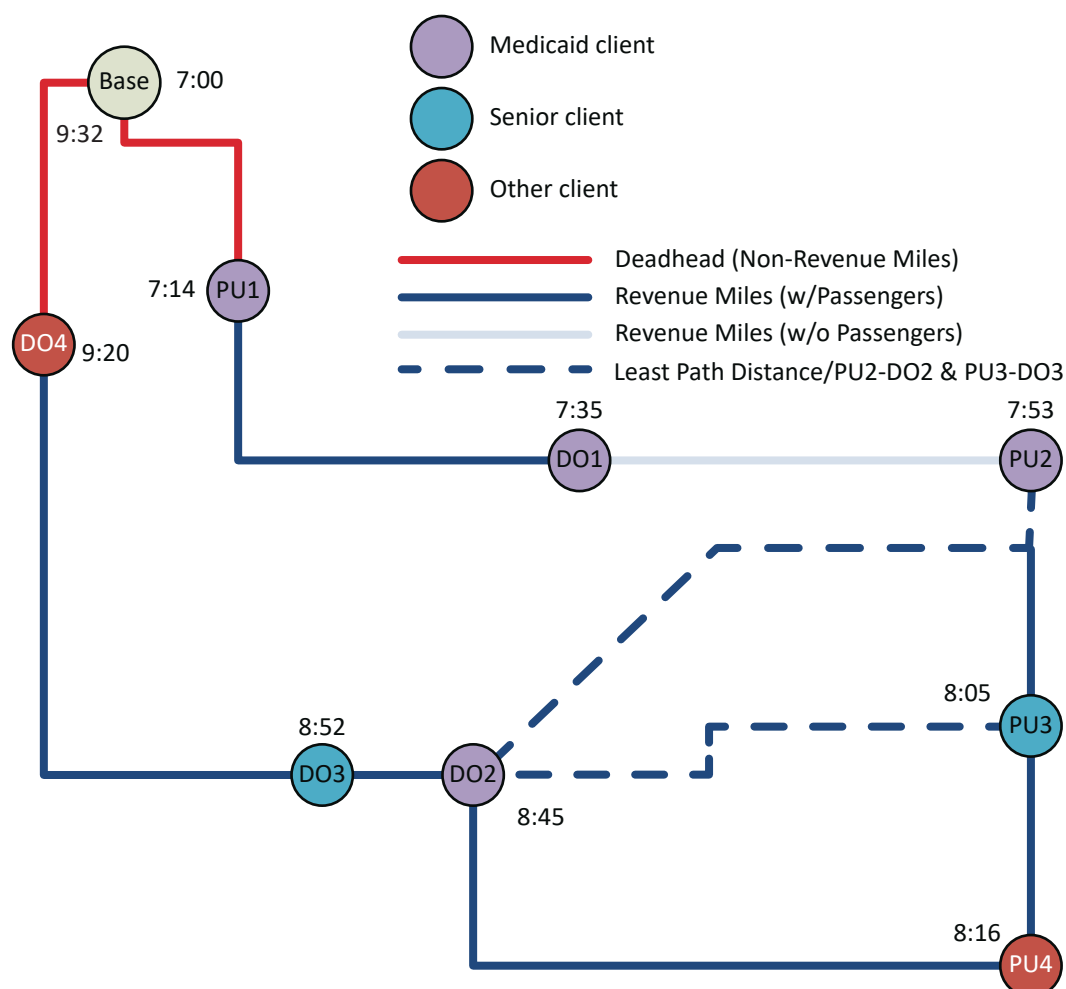 Base
7:00
9:32
Medicaid client
Senior client
Other client
Deadhead (Non-Revenue Miles)
Revenue Miles (w/Passengers)
Revenue Miles (w/o Passengers)
Least Path Distance/PU2-DO2 & PU3-DO3
7:14
PU1
DO4
9:20
7:35
DO1
7:53
PU2
8:05
PU3
8:52
DO3
DO2
8:45
8:16
PU4